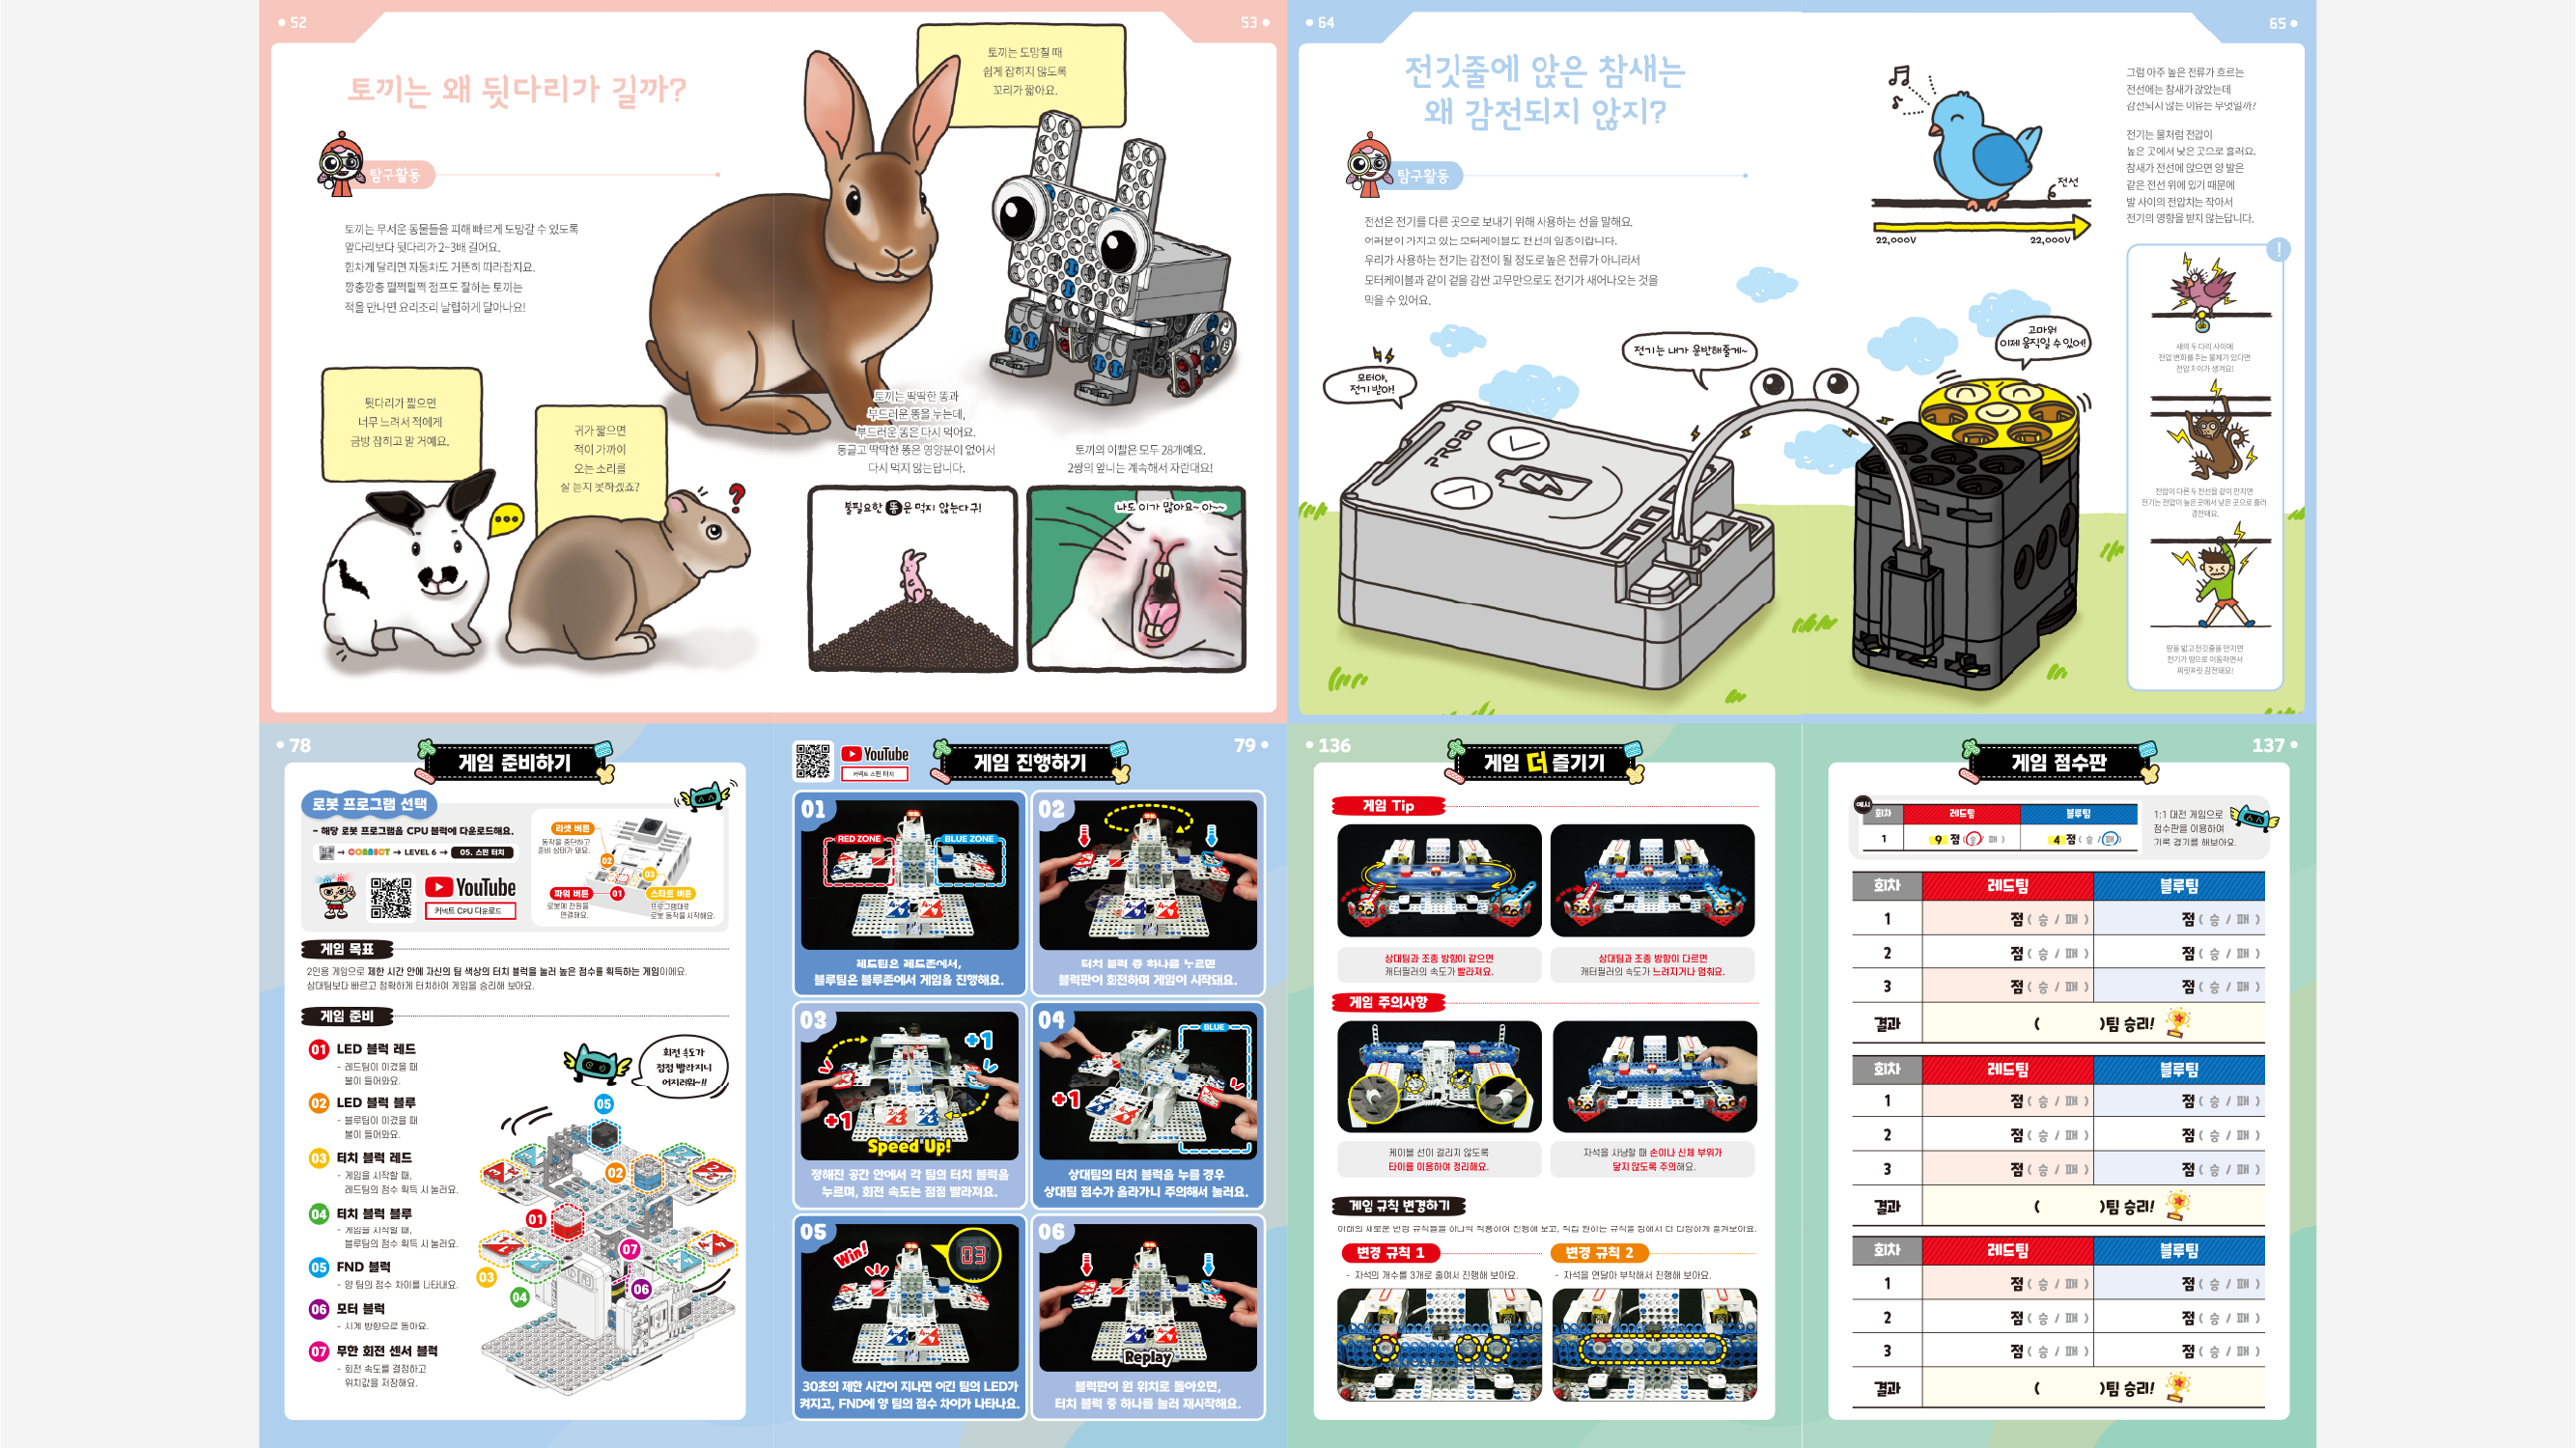 52
53
토끼는 왜 뒷다리가 길까?
탐구활동
토끼는 무서운 동물들을 피해 빠르게 도망갈 수 있도록
앞다리보다 뒷다리가 2~3배 길어요.
힘차게 달리면 자동차도 거뜬히 따라잡지요.
깡충깡충 펄쩍펄쩍 점프도 잘하는 토끼는
적을 만나면 요리조리 날렵하게 달아나요!
토끼는 도망칠 때
쉽게 잡히지 않도록
꼬리가 짧아요.
뒷다리가 짧으면
너무 느려서 적에게
금방 잡히고 말 거예요.
귀가 짧으면
적이 가까이
오는 소리를
잘 듣지 못하겠죠?
?
토끼는 딱딱한 똥과
부드러운 똥을 누는데,
부드러운 똥은 다시 먹어요.
둥글고 딱딱한 똥은 영양분이 없어서
다시 먹지 않는답니다.
불필요한 똥은 먹지 않는다구!
토끼의 이빨은 모두 28개예요.
2쌍의 앞니는 계속해서 자란대요!
나도 이가 많아요~ 아~~
64
65
전깃줄에 앉은 참새는
왜 감전되지 않지?
탐구활동
전선은 전기를 다른 곳으로 보내기 위해 사용하는 선을 말해요.
여러분이 가지고 있는 모터케이블도 전선의 일종이랍니다.
우리가 사용하는 전기는 감전이 될 정도로 높은 전류가 아니라서
모터케이블과 같이 겉을 감싼 고무만으로도 전기가 새어나오는 것을
막을 수 있어요.
전선
22,000V
22,000V
그럼 아주 높은 전류가 흐르는
전선에는 참새가 앉았는데
감전되지 않는 이유는 무엇일까?
전기는 물처럼 전압이
높은 곳에서 낮은 곳으로 흘러요.
참새가 전선에 앉으면 양 발은
같은 전선 위에 있기 때문에
발 사이의 전압차는 작아서
전기의 영향을 받지 않는답니다.
모터야,
전기 받아!
전기는 내가 운반해줄게~
고마워
이제 움직일 수 있어!
PROBO
!
새의 두 다리 사이에
전압 변화를 주는 물체가 있다면
전압 차이가 생겨요!
전압이 다른 두 전선을 같이 만지면
전기는 전압이 높은 곳에서 낮은 곳으로 흘러
감전돼요.
땅을 밟고 전깃줄을 만지면
전기가 땅으로 이동하면서
찌릿찌릿 감전돼요!
78
게임 준비하기
로봇 프로그램 선택
- 해당 로봇 프로그램을 CPU 블럭에 다운로드해요.
→ CONNECT → LEVEL 6 → 05. 스핀 터치
YouTube
커넥트 CPU 다운로드
리셋 버튼
동작을 중단하고
준비 상태가 돼요.
02
03
01
파워 버튼
로봇에 전원을
연결해요.
스타트 버튼
프로그램대로
로봇 동작을 시작해요.
게임 목표
2인용 게임으로 제한 시간 안에 자신의 팀 색상의 터치 블럭을 눌러 높은 점수를 획득하는 게임이에요.
상대팀보다 빠르고 정확하게 터치하여 게임을 승리해 보아요.
게임 준비
01 LED 블럭 레드
- 레드팀이 이겼을 때
불이 들어와요.
02 LED 블럭 블루
- 블루팀이 이겼을 때
불이 들어와요.
03 터치 블럭 레드
- 게임을 시작할 때,
레드팀의 점수 획득 시 눌러요.
04 터치 블럭 블루
- 게임을 시작할 때,
블루팀의 점수 획득 시 눌러요.
05 FND 블럭
- 양 팀의 점수 차이를 나타내요.
06 모터 블럭
- 시계 방향으로 돌아요.
07 무한 회전 센서 블럭
- 회전 속도를 결정하고
위치값을 저장해요.
회전 속도가
점점 빨라지니
어지러워~!!
05
02
01
07
03
06
04
79
YouTube
커넥트 스핀 터치
게임 진행하기
01
RED ZONE
BLUE ZONE
레드팀은 레드존에서,
블루팀은 블루존에서 게임을 진행해요.
02
터치 블럭 중 하나를 누르면
블럭판이 회전하며 게임이 시작돼요.
03
+1
+1
Speed Up!
정해진 공간 안에서 각 팀의 터치 블럭을
누르며, 회전 속도는 점점 빨라져요.
04
BLUE
+1
상대팀의 터치 블럭을 누를 경우
상대팀 점수가 올라가니 주의해서 눌러요.
05
Win!
03
30초의 제한 시간이 지나면 이긴 팀의 LED가
켜지고, FND에 양 팀의 점수 차이가 나타나요.
06
Replay
블럭판이 원 위치로 돌아오면,
터치 블럭 중 하나를 눌러 재시작해요.
136
게임 더 즐기기
게임 Tip
상대팀과 조종 방향이 같으면
캐터필러의 속도가 빨라져요.
상대팀과 조종 방향이 다르면
캐터필러의 속도가 느려지거나 멈춰요.
게임 주의사항
케이블 선이 걸리지 않도록
타이를 이용하여 정리해요.
자석을 사냥할 때 손이나 신체 부위가
닿지 않도록 주의해요.
게임 규칙 변경하기
아래의 새로운 변경 규칙들을 하나씩 적용하여 진행해 보고, 직접 원하는 규칙을 정해서 더 다양하게 즐겨보아요.
변경 규칙 1
- 자석의 개수를 3개로 줄여서 진행해 보아요.
변경 규칙 2
- 자석을 연달아 부착해서 진행해 보아요.
137
게임 점수판
예시
회차 레드팀 블루팀
1 9 점 ( 승 / 패 ) 4 점 ( 승 / 패 )
1:1 대전 게임으로
점수판을 이용하여
기록 경기를 해보아요.
회차 레드팀 블루팀
1 점 ( 승 / 패 ) 점 ( 승 / 패 )
2 점 ( 승 / 패 ) 점 ( 승 / 패 )
3 점 ( 승 / 패 ) 점 ( 승 / 패 )
결과 ( )팀 승리!
회차 레드팀 블루팀
1 점 ( 승 / 패 ) 점 ( 승 / 패 )
2 점 ( 승 / 패 ) 점 ( 승 / 패 )
3 점 ( 승 / 패 ) 점 ( 승 / 패 )
결과 ( )팀 승리!
회차 레드팀 블루팀
1 점 ( 승 / 패 ) 점 ( 승 / 패 )
2 점 ( 승 / 패 ) 점 ( 승 / 패 )
3 점 ( 승 / 패 ) 점 ( 승 / 패 )
결과 ( )팀 승리!